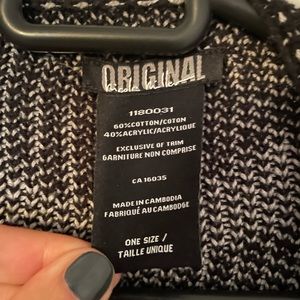 ORIGINAL
1180031
60%COTTON/COTON
40%ACRYLIC/ACRYLIQUE
EXCLUSIVE OF TRIM
GARNITURE NON COMPRISE
CA 16035
MADE IN CAMBODIA
FABRIQUÉ AU CAMBODGE
ONE SIZE /
TAILLE UNIQUE